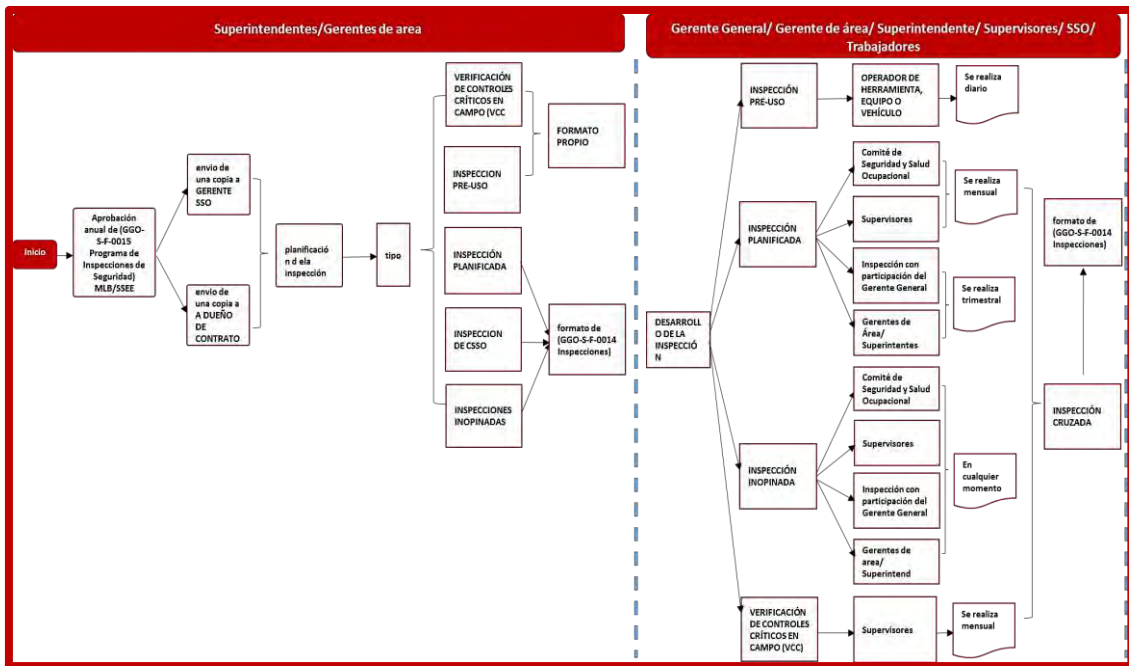 Superintendentes/Gerentes de area
Inicio
Aprobación
anual de (GGO-
S-F-0015
Programa de
Inspecciones de
Seguridad)
MLB/SSEE
envio de
una copia a
GERENTE
SSO
envio de
una copia a
A DUEÑO
DE
CONTRATO
planificació
n d ela
inspección
tipo
VERIFICACIÓN
DE CONTROLES
CRÍTICOS EN
CAMPO (VCC
INSPECCION
PRE-USO
FORMATO
PROPIO
INSPECCIÓN
PLANIFICADA
INSPECCION
DE CSSO
INSPECCIONES
INOPINADAS
formato de
(GGO-S-F-0014
Inspecciones)
Gerente General/ Gerente de área/ Superintendente/ Supervisores/ SSO/
Trabajadores
DESARROLL
O DE LA
INSPECCIÓ
N
INSPECCIÓN
PRE-USO
OPERADOR DE
HERRAMIENTA,
EQUIPO O
VEHÍCULO
Se realiza
diario
INSPECCIÓN
PLANIFICADA
Comité de
Seguridad y Salud
Ocupacional
Supervisores
Se realiza
mensual
Inspección con
participación del
Gerente General
Gerentes de
Área/
Superintentes
Se realiza
trimestral
INSPECCIÓN
INOPINADA
Comité de
Seguridad y Salud
Ocupacional
Supervisores
Inspección con
participación del
Gerente General
Gerentes de
area/
Superintend
En
cualquier
momento
VERIFICACIÓN
DE CONTROLES
CRÍTICOS EN
CAMPO (VCC)
Supervisores
Se realiza
mensual
INSPECCIÓN
CRUZADA
formato de
(GGO-S-F-0014
Inspecciones)